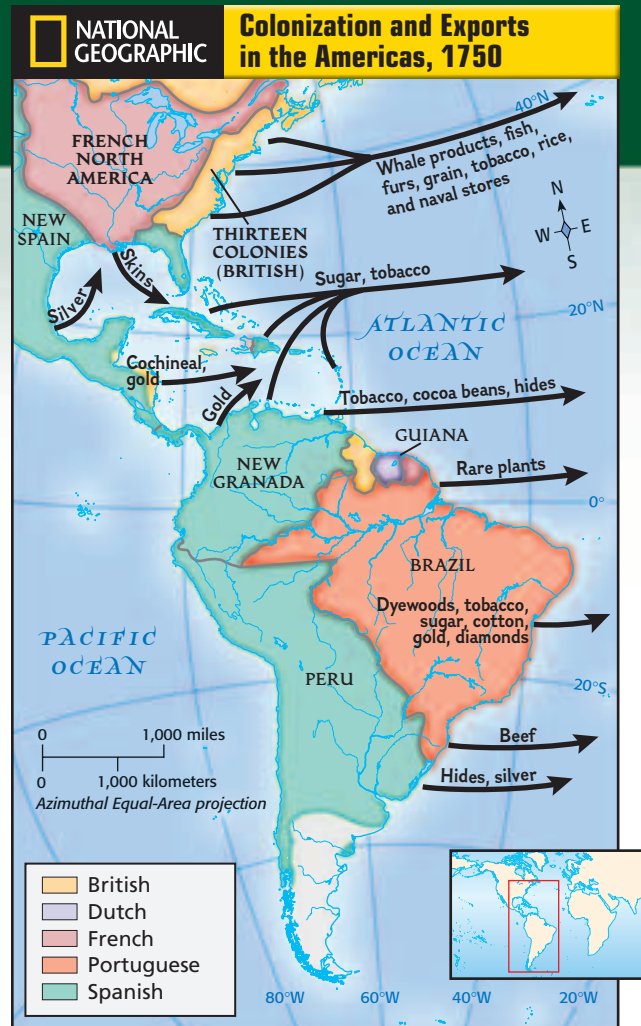 NATIONAL
GEOGRAPHIC
Colonization and Exports
in the Americas, 1750
40°N
FRENCH
NORTH
AMERICA
Whale products, fish,
furs, grain, tobacco, rice,
and naval stores
N
W
E
S
NEW
SPAIN
THIRTEEN
COLONIES
(BRITISH)
Skins
Silver
Sugar, tobacco
20°N
ATLANTIC
OCEAN
Cochineal,
gold
Gold
Tobacco, cocoa beans, hides
GUIANA
NEW
GRANADA
Rare plants
0°
BRAZIL
Dyewoods, tobacco,
sugar, cotton,
gold, diamonds
PACIFIC
OCEAN
PERU
20°S
0
1,000 miles
0
1,000 kilometers
Azimuthal Equal-Area projection
Beef
Hides, silver
British
Dutch
French
Portuguese
Spanish
80°W
60°W
40°W
20°W